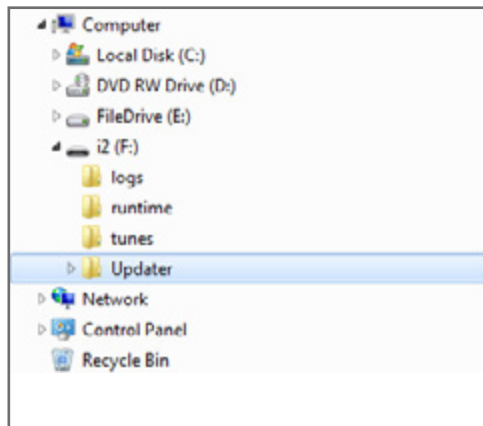 Computer
Local Disk (C:)
DVD RW Drive (D:)
FileDrive (E:)
i2 (F:)
logs
runtime
tunes
Updater
Network
Control Panel
Recycle Bin